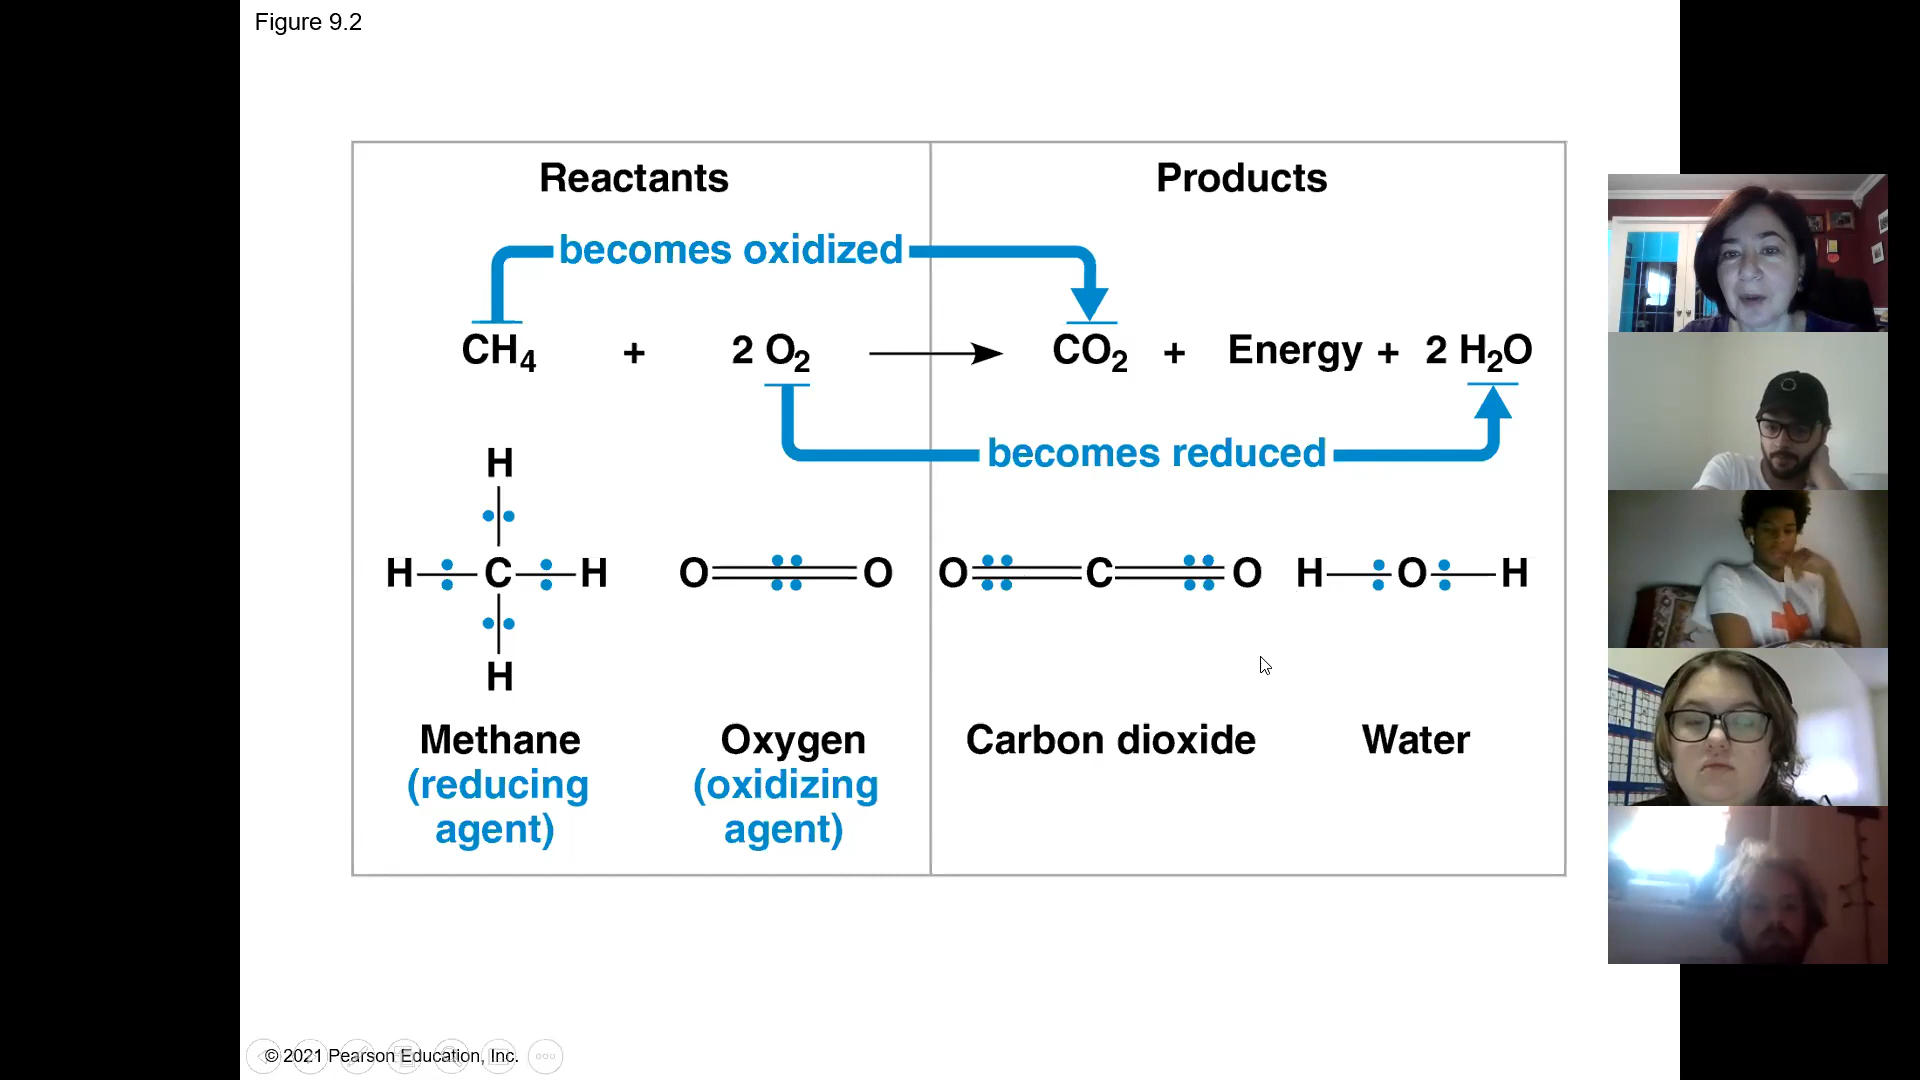 Figure 9.2
Reactants
Products
becomes oxidized
CH₄ + 2 O₂ → CO₂ + Energy + 2 H₂O
becomes reduced
H
H C H O O O C O H O H
H
Methane Oxygen Carbon dioxide Water
(reducing (oxidizing
agent) agent)
© 2021 Pearson Education, Inc.